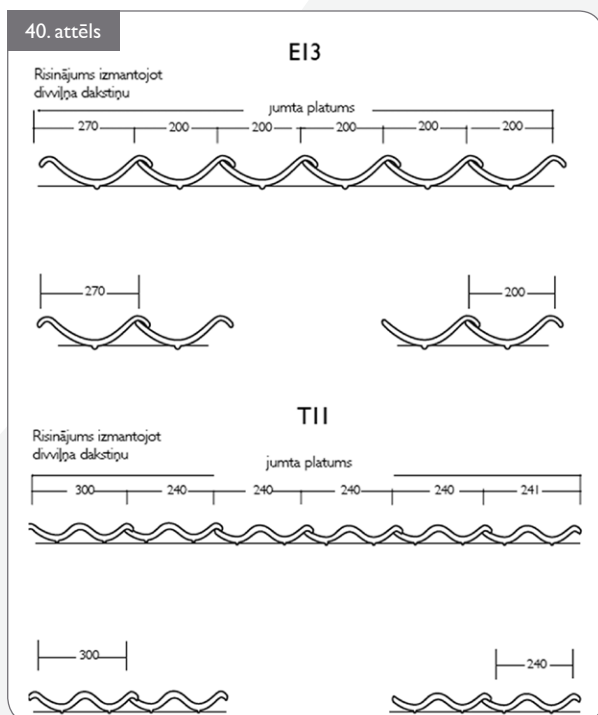 40. attēls
E13
Risinājums izmantojot
divviļņa dakstiņu
jumta platums
270 200 200 200 200 200
270 200
T11
Risinājums izmantojot
divviļņa dakstiņu
jumta platums
300 240 240 240 240 241
300 240